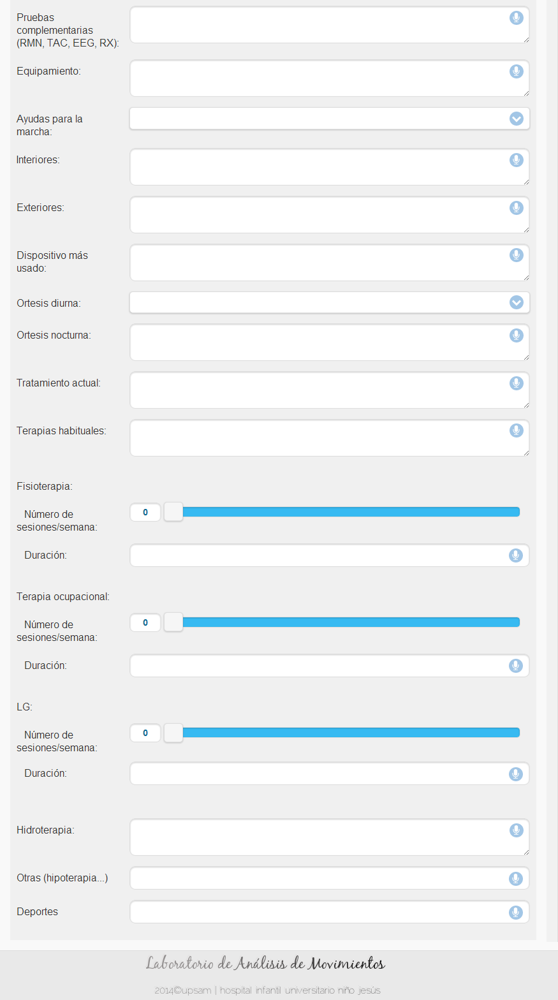 Pruebas
complementarias
(RMN, TAC, EEG, RX):
Equipamiento:
Ayudas para la
marcha:
Interiores:
Exteriores:
Dispositivo más
usado:
Ortesis diurna:
Ortesis nocturna:
Tratamiento actual:
Terapias habituales:
Fisioterapia:
Número de
sesiones/semana:
0
Duración:
Terapia ocupacional:
Número de
sesiones/semana:
0
Duración:
LG:
Número de
sesiones/semana:
0
Duración:
Hidroterapia:
Otras (hipoterapia...)
Deportes
Laboratorio de Análisis de Movimientos
2014©upsam | hospital infantil universitario niño jesús